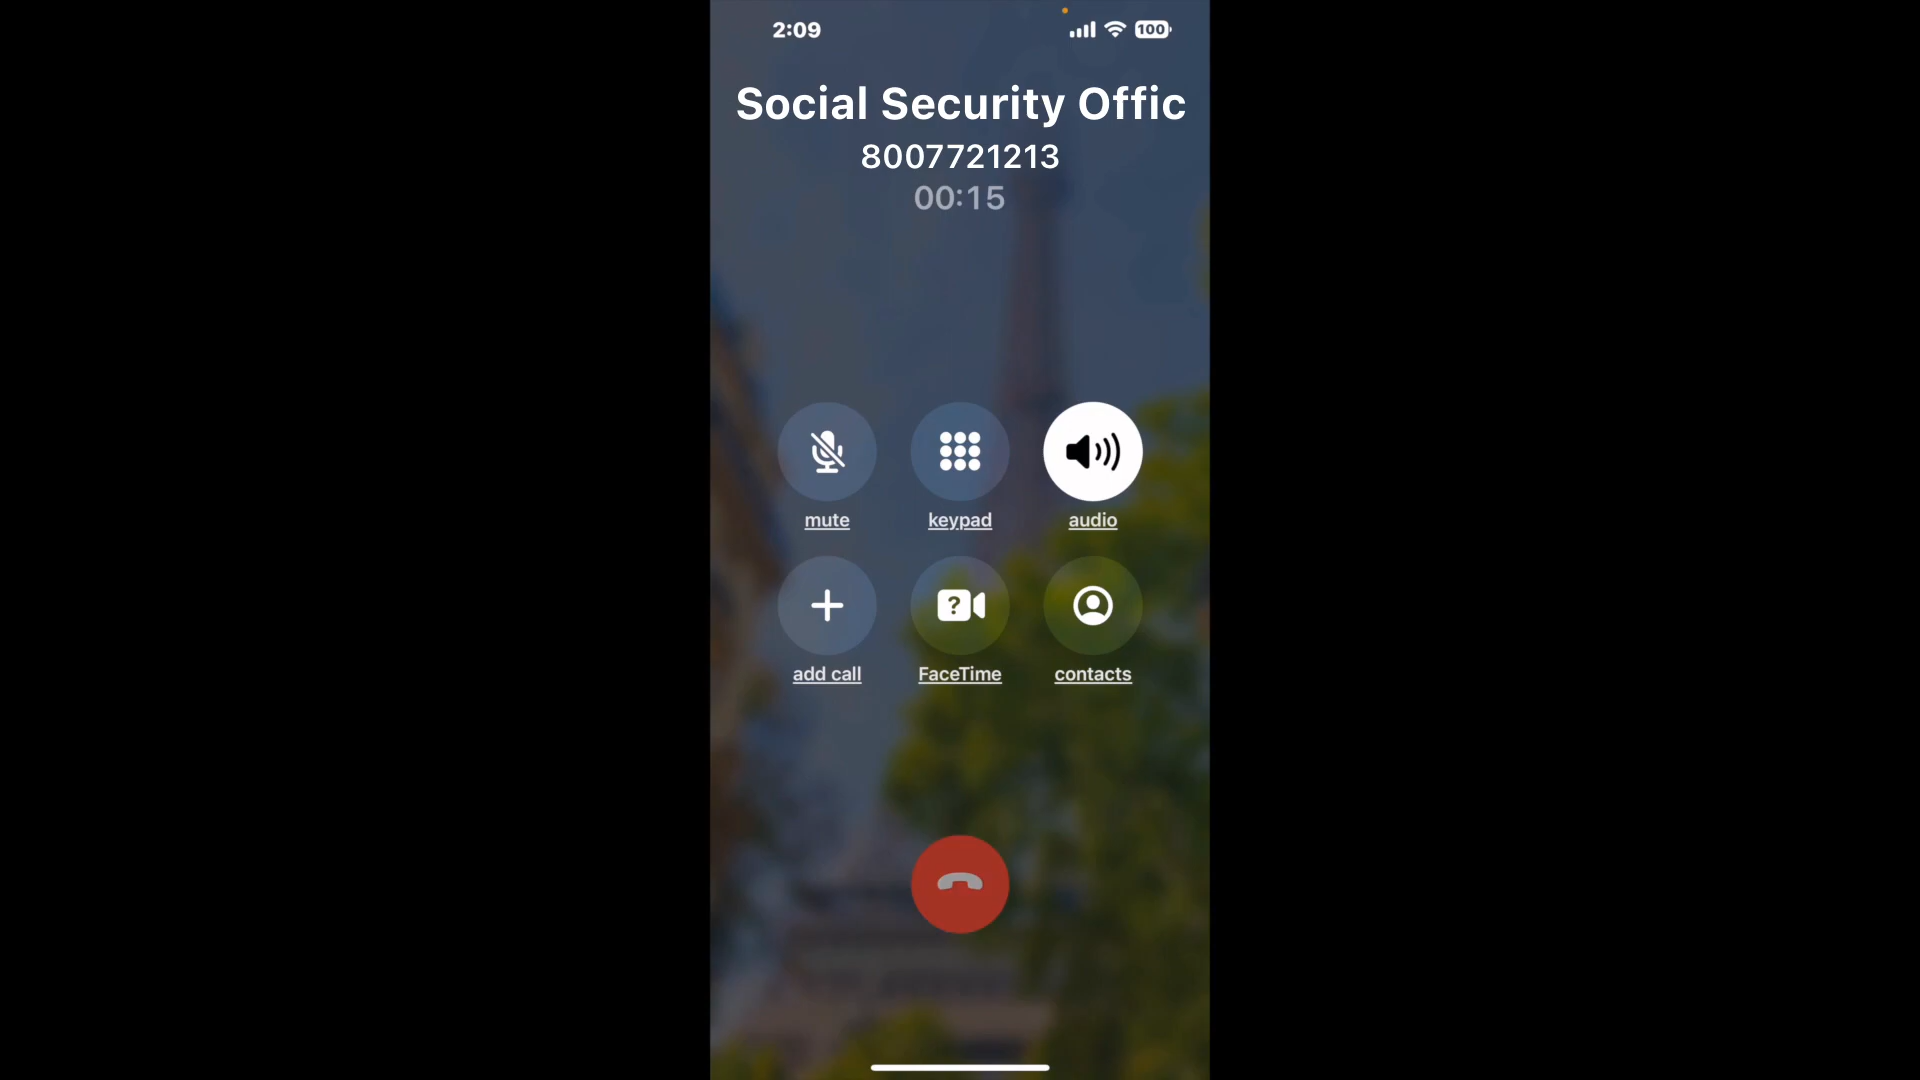 2:09
100
Social Security Offic
8007721213
00:15
mute
keypad
audio
?
add call
FaceTime
contacts